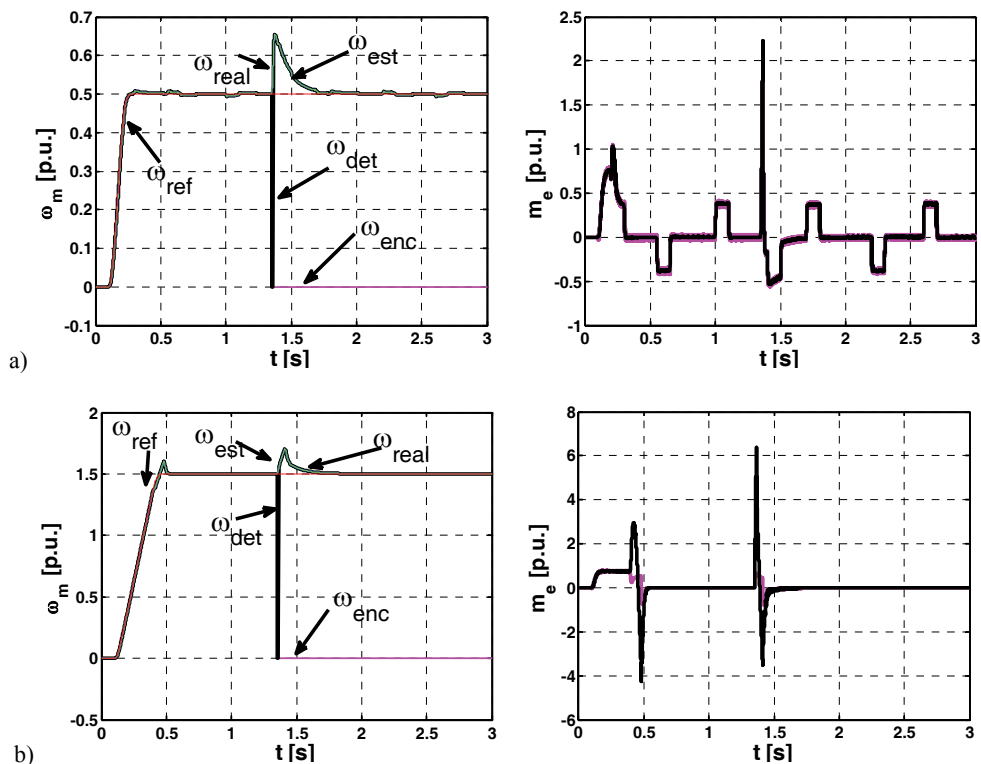 0.7
0.6
0.5
0.4
0.3
0.2
0.1
0
-0.1
0
0.5
1
1.5
2
2.5
3
ω_m [p.u.]
t [s]
ω_real
ω_est
ω_ref
ω_det
ω_enc
2.5
2
1.5
1
0.5
0
-0.5
-1
0
0.5
1
1.5
2
2.5
3
m_e [p.u.]
t [s]
a)
2
1.5
1
0.5
0
-0.5
0
0.5
1
1.5
2
2.5
3
ω_m [p.u.]
t [s]
ω_ref
ω_est
ω_real
ω_det
ω_enc
8
6
4
2
0
-2
-4
-6
0
0.5
1
1.5
2
2.5
3
m_e [p.u.]
t [s]
b)